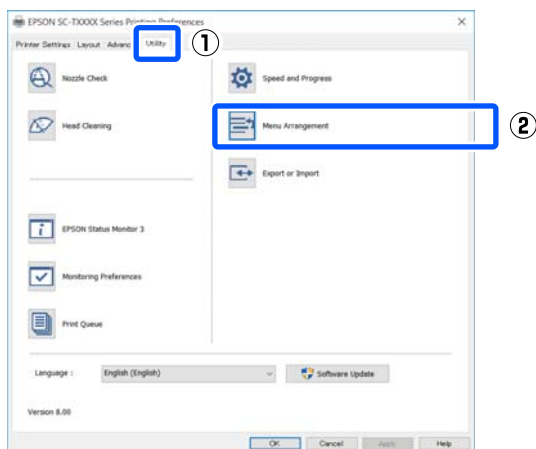 EPSON SC-TXXXX Series Printing Preferences
Printer Settings Layout Advanc Utility ①
Nozzle Check
Speed and Progress
Head Cleaning
Menu Arrangement ②
Export or Import
EPSON Status Monitor 3
Monitoring Preferences
Print Queue
Language : English (English) Software Update
Version 8.00
OK Cancel Apply Help